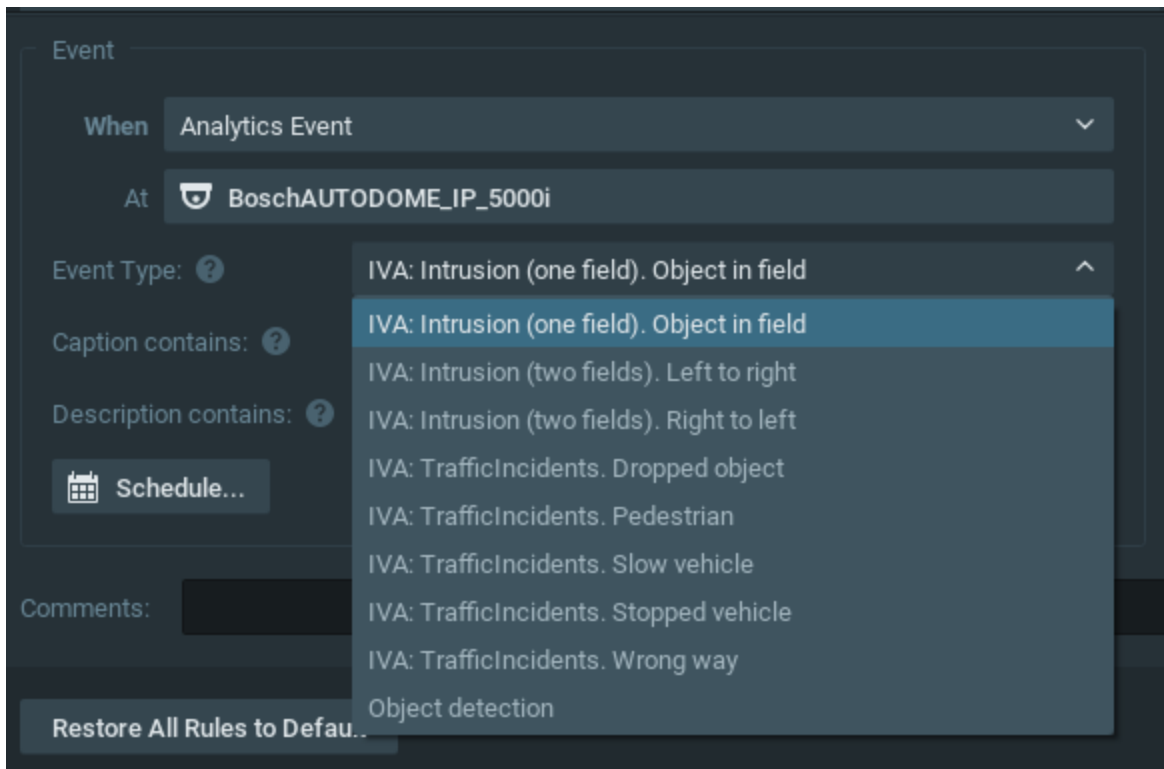 Event
When Analytics Event
At BoschAUTODOME_IP_5000i
Event Type: ? IVA: Intrusion (one field). Object in field
IVA: Intrusion (one field). Object in field
Caption contains: ?
IVA: Intrusion (two fields). Left to right
Description contains: ?
IVA: Intrusion (two fields). Right to left
IVA: TrafficIncidents. Dropped object
Schedule...
IVA: TrafficIncidents. Pedestrian
IVA: TrafficIncidents. Slow vehicle
Comments:
IVA: TrafficIncidents. Stopped vehicle
IVA: TrafficIncidents. Wrong way
Object detection
Restore All Rules to Defau..